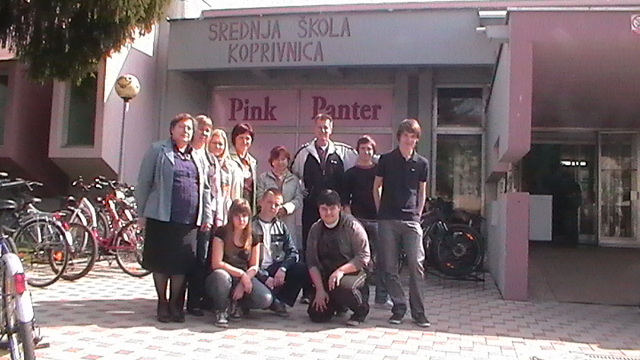 SREDNJA ŠKOLA
KOPRIVNICA
Pink Panter